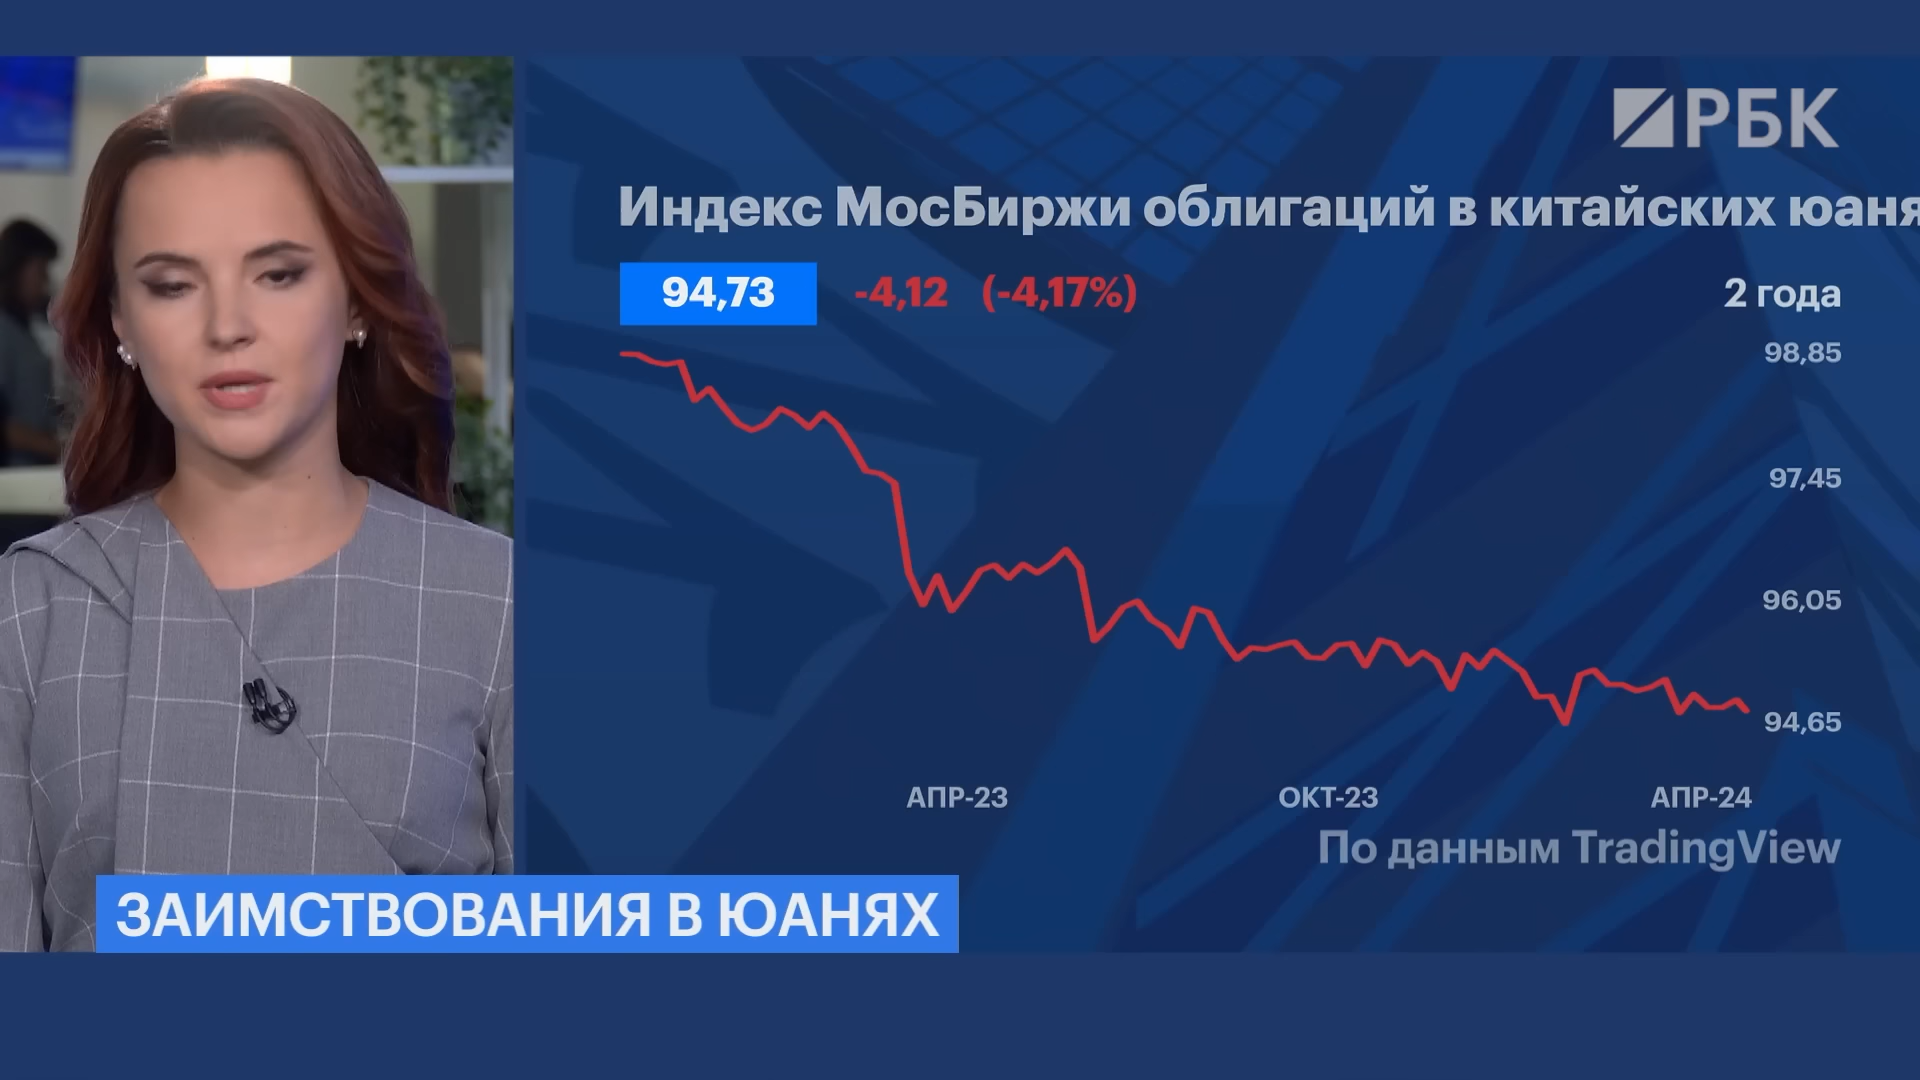 РБК
Индекс МосБиржи облигаций в китайских юаня
94,73 -4,12 (-4,17%) 2 года
98,85
97,45
96,05
94,65
АПР-23 ОКТ-23 АПР-24
По данным TradingView
ЗАИМСТВОВАНИЯ В ЮАНЯХ